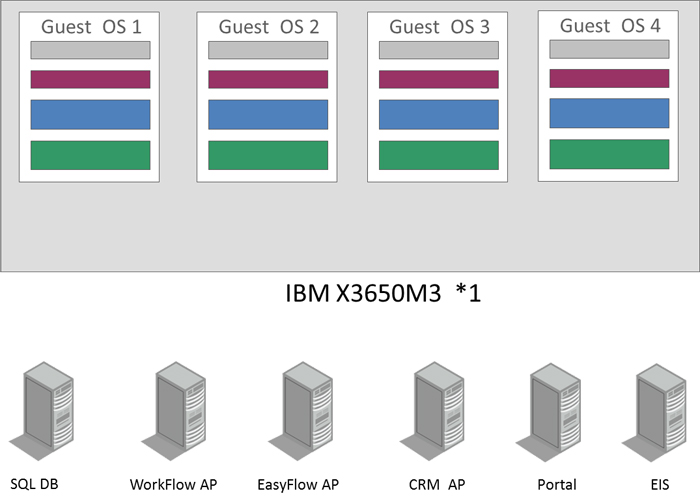 Guest OS 1
Guest OS 2
Guest OS 3
Guest OS 4
IBM X3650M3 *1
SQL DB
WorkFlow AP
EasyFlow AP
CRM AP
Portal
EIS